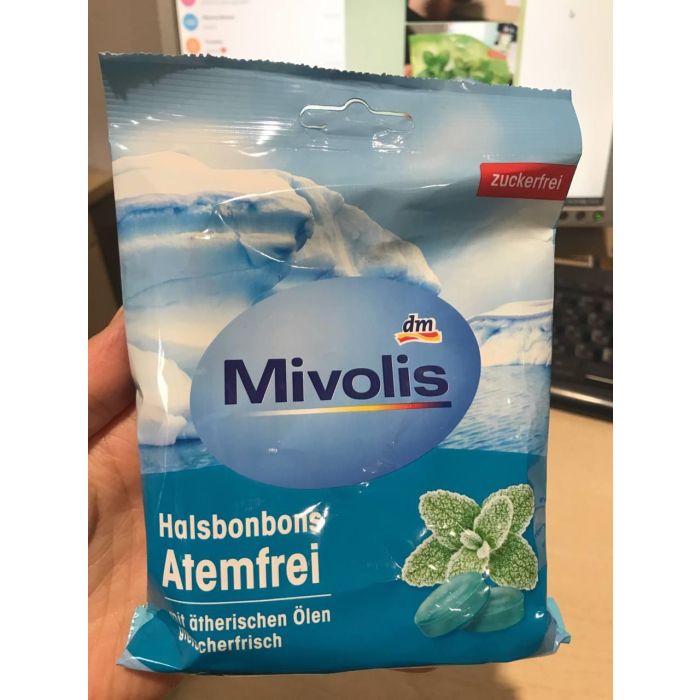 zuckerfrei
dm
Mivolis
Halsbonbons
Atemfrei
mit ätherischen Ölen
gletscherfrisch